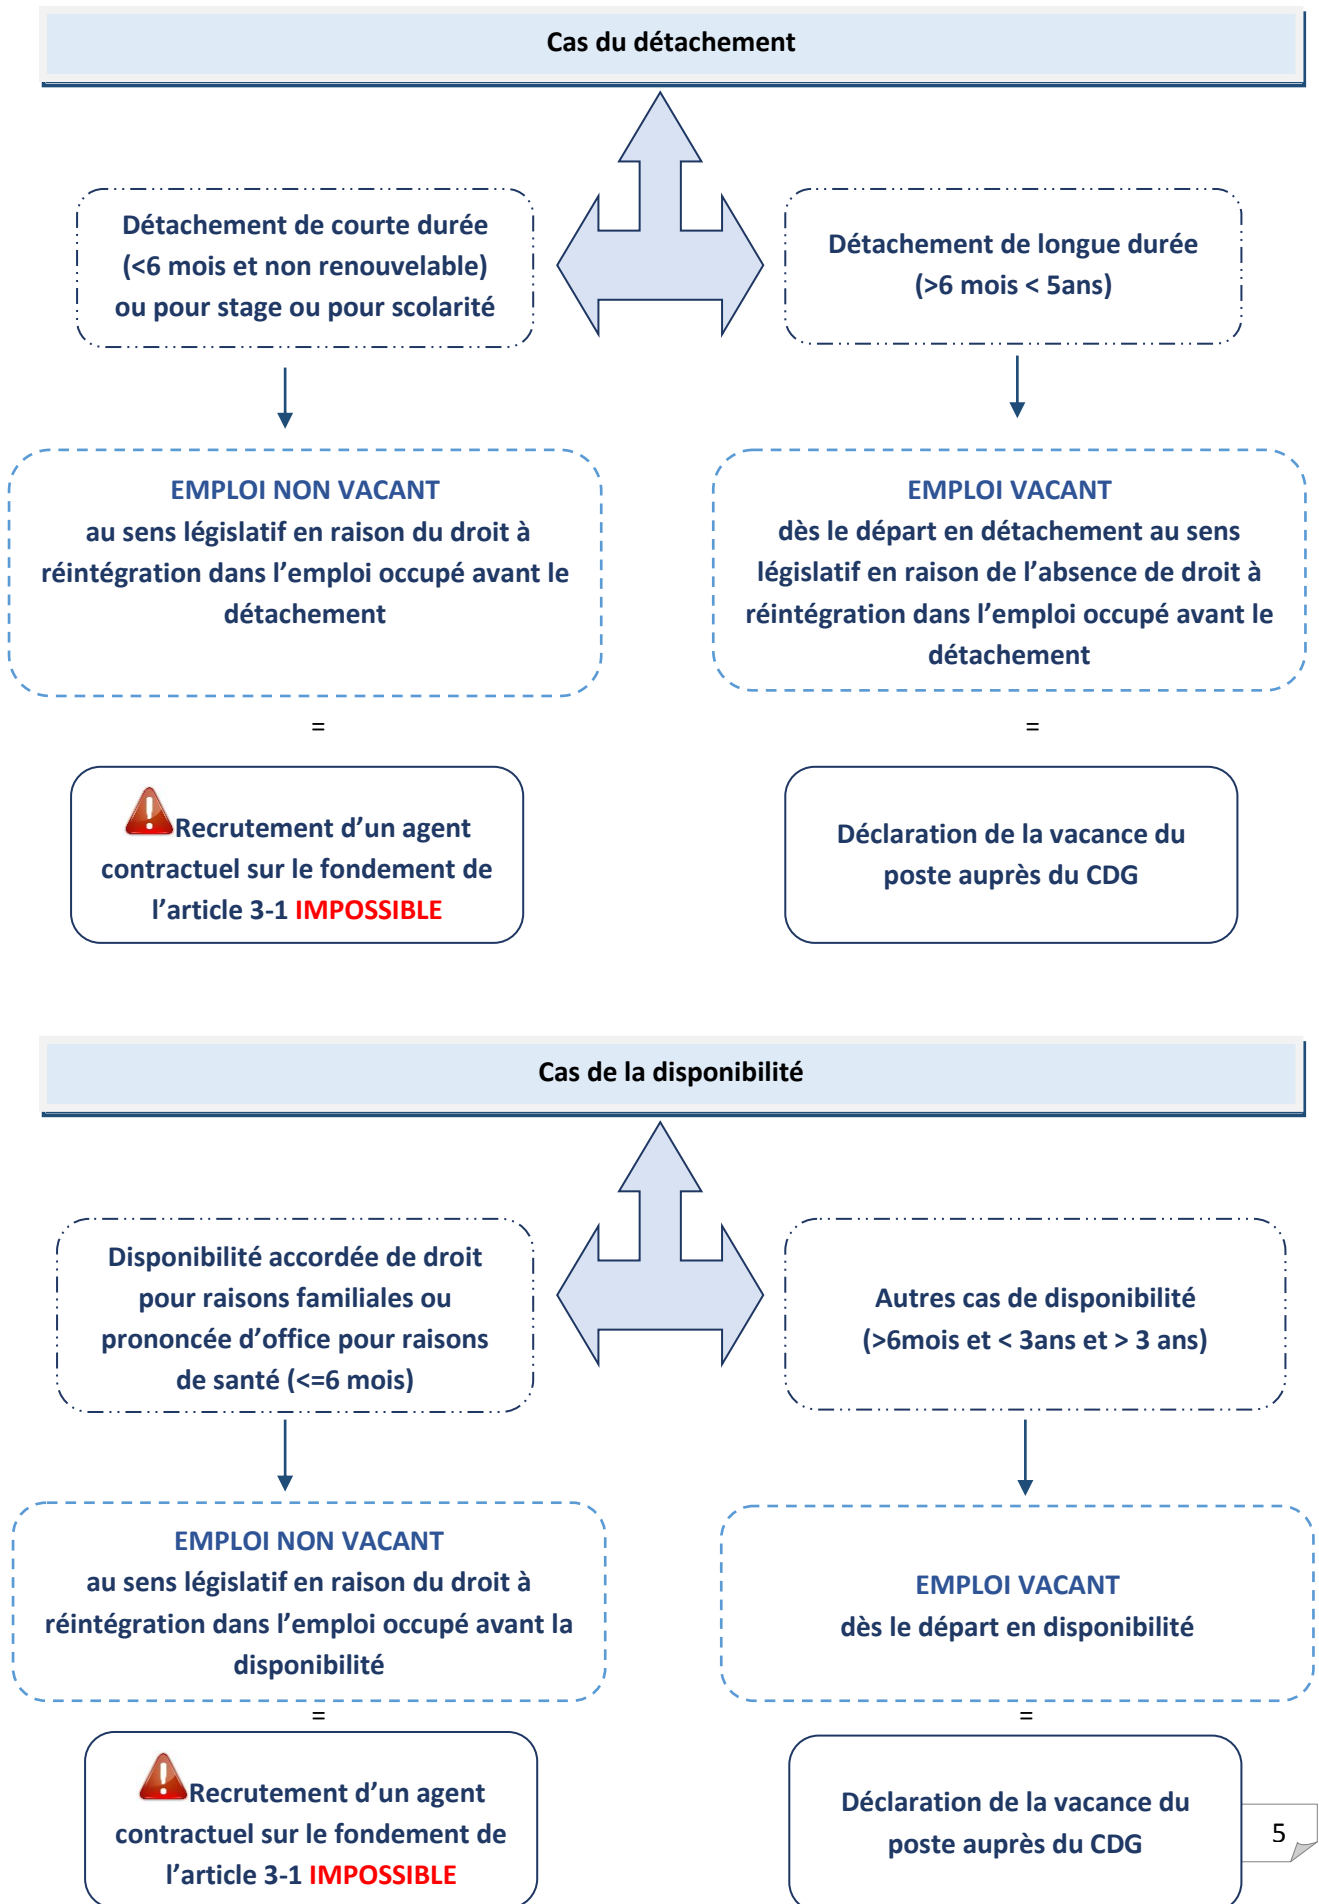 Cas du détachement
Détachement de courte durée
(<6 mois et non renouvelable)
ou pour stage ou pour scolarité
Détachement de longue durée
(>6 mois < 5ans)
EMPLOI NON VACANT
au sens législatif en raison du droit à
réintégration dans l’emploi occupé avant le
détachement
EMPLOI VACANT
dès le départ en détachement au sens
législatif en raison de l’absence de droit à
réintégration dans l’emploi occupé avant le
détachement
=
=
Recrutement d’un agent
contractuel sur le fondement de
l’article 3-1 IMPOSSIBLE
Déclaration de la vacance du
poste auprès du CDG
Cas de la disponibilité
Disponibilité accordée de droit
pour raisons familiales ou
prononcée d’office pour raisons
de santé (<=6 mois)
Autres cas de disponibilité
(>6mois et < 3ans et > 3 ans)
EMPLOI NON VACANT
au sens législatif en raison du droit à
réintégration dans l’emploi occupé avant la
disponibilité
EMPLOI VACANT
dès le départ en disponibilité
=
=
Recrutement d’un agent
contractuel sur le fondement de
l’article 3-1 IMPOSSIBLE
Déclaration de la vacance du
poste auprès du CDG
5